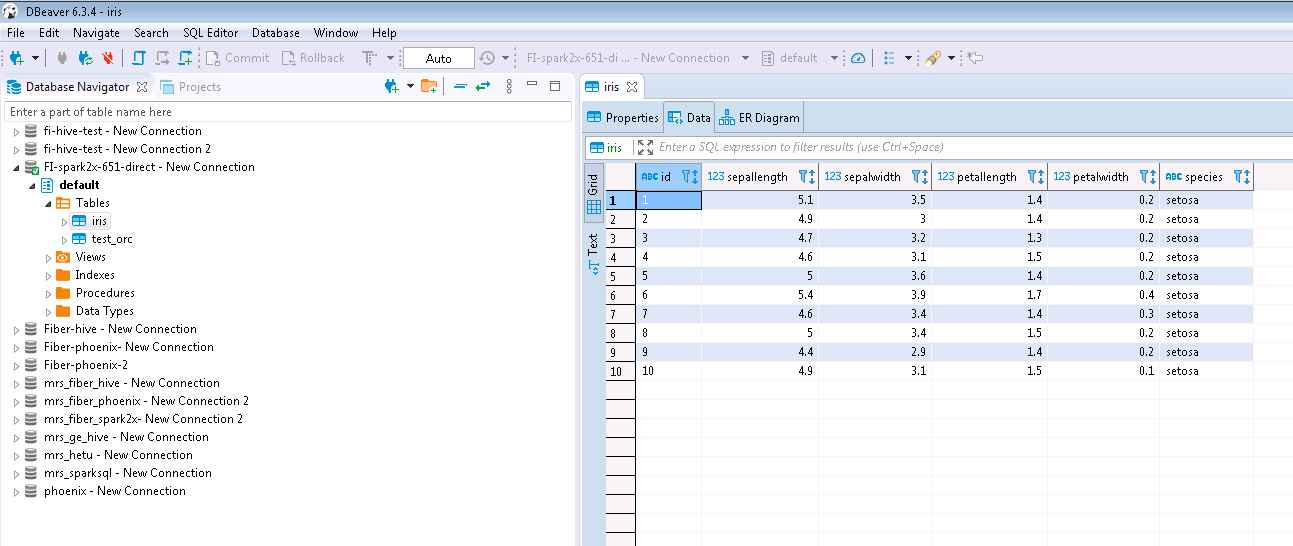 DBeaver 6.3.4 - iris
File Edit Navigate Search SQL Editor Database Window Help
Commit Rollback Auto FI-spark2x-651-di ... - New Connection default
Database Navigator Projects
Enter a part of table name here
fi-hive-test - New Connection
fi-hive-test - New Connection 2
FI-spark2x-651-direct - New Connection
default
Tables
iris
test_orc
Views
Indexes
Procedures
Data Types
Fiber-hive - New Connection
Fiber-phoenix- New Connection
Fiber-phoenix-2
mrs_fiber_hive - New Connection
mrs_fiber_phoenix - New Connection 2
mrs_fiber_spark2x- New Connection 2
mrs_ge_hive - New Connection
mrs_hetu - New Connection
mrs_sparksql - New Connection
phoenix - New Connection
iris
Properties Data ER Diagram
iris Enter a SQL expression to filter results (use Ctrl+Space)
Grid
Text
ABC id 123 sepallength 123 sepalwidth 123 petallength 123 petalwidth ABC species
1 1 5.1 3.5 1.4 0.2 setosa
2 2 4.9 3 1.4 0.2 setosa
3 3 4.7 3.2 1.3 0.2 setosa
4 4 4.6 3.1 1.5 0.2 setosa
5 5 5 3.6 1.4 0.2 setosa
6 6 5.4 3.9 1.7 0.4 setosa
7 7 4.6 3.4 1.4 0.3 setosa
8 8 5 3.4 1.5 0.2 setosa
9 9 4.4 2.9 1.4 0.2 setosa
10 10 4.9 3.1 1.5 0.1 setosa